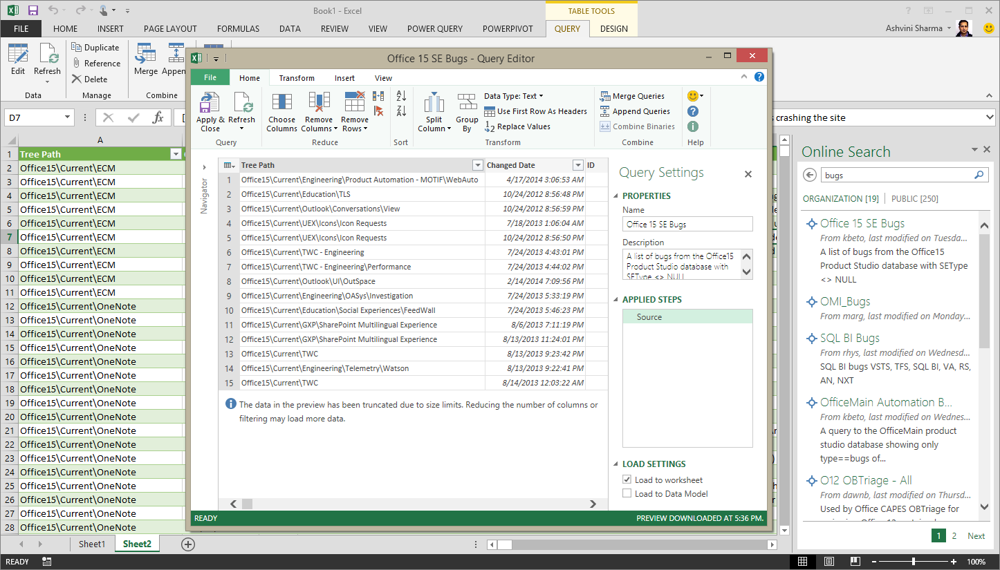 Book1 - Excel
TABLE TOOLS
FILE HOME INSERT PAGE LAYOUT FORMULAS DATA REVIEW VIEW POWER QUERY POWERPIVOT QUERY DESIGN
Ashvini Sharma
Edit
Refresh
Data
Duplicate
Reference
Delete
Manage
Merge
Combine
D7
fx
crashing the site
A
1 Tree Path
2 Office15\Current\ECM
3 Office15\Current\ECM
4 Office15\Current\ECM
5 Office15\Current\ECM
6 Office15\Current\ECM
7 Office15\Current\ECM
8 Office15\Current\ECM
9 Office15\Current\ECM
10 Office15\Current\ECM
11 Office15\Current\ECM
12 Office15\Current\OneNote
13 Office15\Current\OneNote
14 Office15\Current\OneNote
15 Office15\Current\OneNote
16 Office15\Current\OneNote
17 Office15\Current\OneNote
18 Office15\Current\OneNote
19 Office15\Current\OneNote
20 Office15\Current\OneNote
21 Office15\Current\OneNote
22 Office15\Current\OneNote
23 Office15\Current\OneNote
24 Office15\Current\OneNote
25 Office15\Current\OneNote
26 Office15\Current\OneNote
27 Office15\Current\OneNote
28 Office15\Current\OneNote
Sheet1 Sheet2
READY
100%
Office 15 SE Bugs - Query Editor
File Home Transform Insert View
Apply &
Close
Refresh
Query
Choose
Columns
Remove
Columns
Remove
Rows
Reduce
Sort
Split
Column
Group
By
Data Type: Text
Use First Row As Headers
Replace Values
Transform
Merge Queries
Append Queries
Combine Binaries
Combine
Help
Navigator
Tree Path Changed Date ID
1 Office15\Current\Engineering\Product Automation - MOTIF\WebAuto 4/17/2014 3:06:53 AM
2 Office15\Current\Education\TLS 10/24/2012 8:56:48 PM
3 Office15\Current\Outlook\Conversations\View 10/24/2012 8:56:59 PM
4 Office15\Current\UEX\Icons\Icon Requests 7/18/2013 1:06:04 AM
5 Office15\Current\UEX\Icons\Icon Requests 10/24/2012 8:56:50 PM
6 Office15\Current\TWC - Engineering 7/24/2013 4:43:01 PM
7 Office15\Current\TWC - Engineering\Performance 7/24/2013 4:44:02 PM
8 Office15\Current\Outlook\UI\OutSpace 2/14/2014 7:09:56 PM
9 Office15\Current\Engineering\OASys\Investigation 7/24/2013 5:33:19 PM
10 Office15\Current\Education\Social Experiences\FeedWall 7/24/2013 5:46:23 PM
11 Office15\Current\GXP\SharePoint Multilingual Experience 8/6/2013 7:11:19 PM
12 Office15\Current\GXP\SharePoint Multilingual Experience 8/13/2013 11:24:01 PM
13 Office15\Current\TWC 8/13/2013 9:23:42 PM
14 Office15\Current\Engineering\Telemetry\Watson 8/13/2013 9:22:41 PM
15 Office15\Current\TWC 8/14/2013 12:03:22 AM
The data in the preview has been truncated due to size limits. Reducing the number of columns or
filtering may load more data.
Query Settings
PROPERTIES
Name
Office 15 SE Bugs
Description
A list of bugs from the Office15
Product Studio database with
SEType <> NULL
APPLIED STEPS
Source
LOAD SETTINGS
Load to worksheet
Load to Data Model
READY
PREVIEW DOWNLOADED AT 5:36 PM.
Online Search
bugs
ORGANIZATION [19] PUBLIC [250]
Office 15 SE Bugs
From kbeto, last modified on Tuesda...
A list of bugs from the Office15
Product Studio database with SEType
<> NULL
OMI_Bugs
From marg, last modified on Monday...
SQL BI Bugs
From rhys, last modified on Wednesd...
SQL BI bugs VSTS, TFS, SQL BI, VA, RS,
AN, NXT
OfficeMain Automation B...
From kbeto, last modified on Wednes...
A query to the OfficeMain product
studio database showing only
type==bugs of...
O12 OBTriage - All
From dawnb, last modified on Thursd...
Used by Office CAPES OBTriage for
1 2 Next